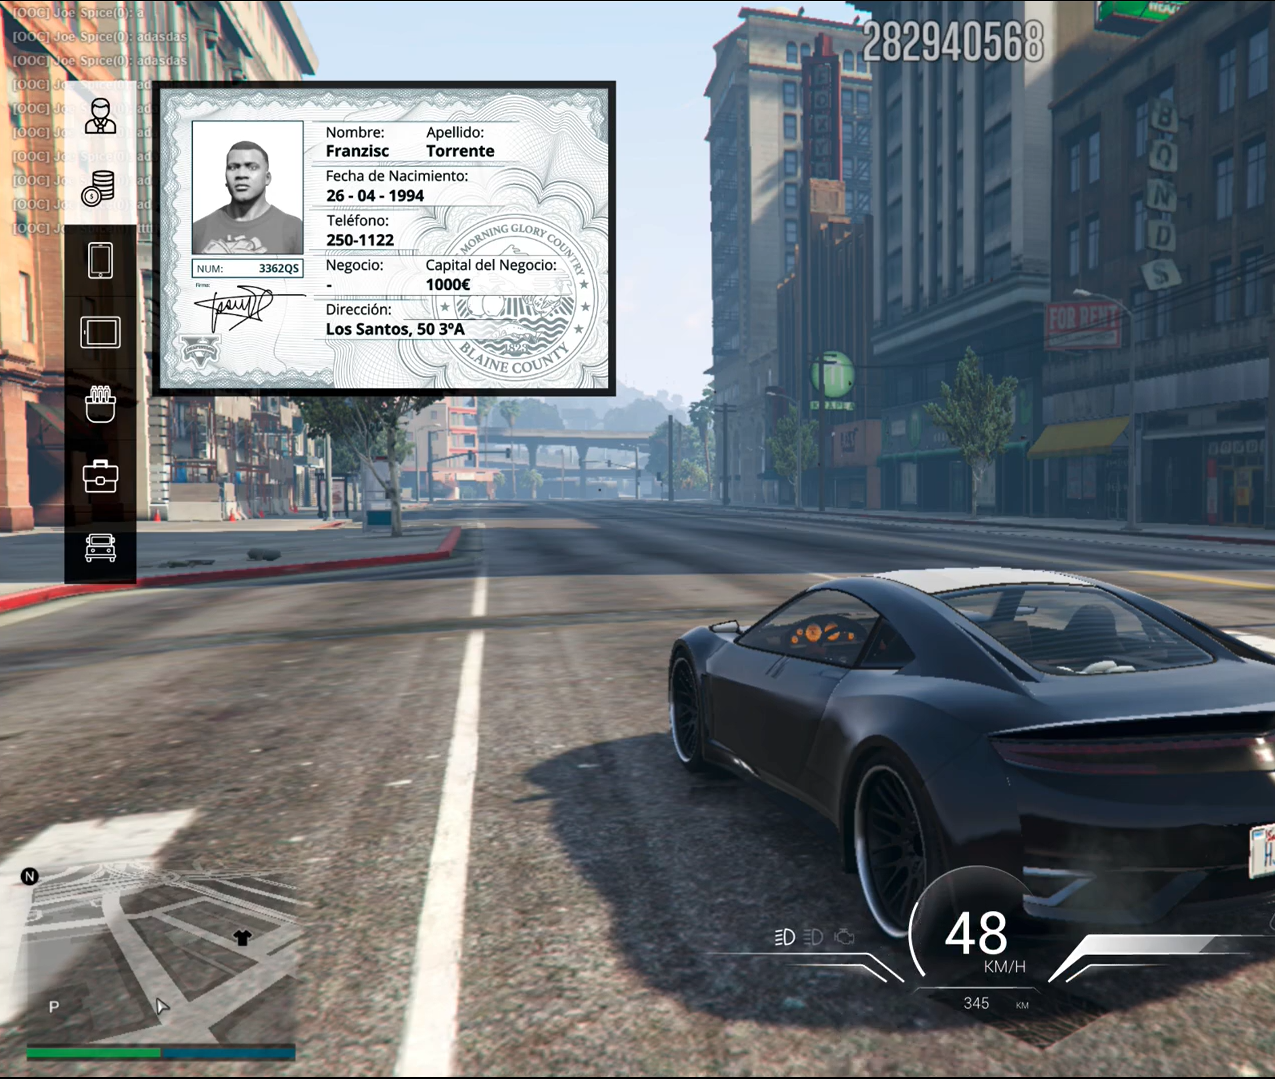 [OOC] Joe Spice(0): a
[OOC] Joe Spice(0): adasdas
[OOC] Joe Spice(0): adasdas
282940568
Nombre: Apellido:
Franzisc Torrente
Fecha de Nacimiento:
26 - 04 - 1994
Teléfono:
250-1122
Negocio: Capital del Negocio:
- 1000€
Dirección:
Los Santos, 50 3ºA
NUM: 3362QS
firma:
MORNING GLORY COUNTRY
BLAINE COUNTY
BONDS
FOR RENT
N
P
48
KM/H
345 KM